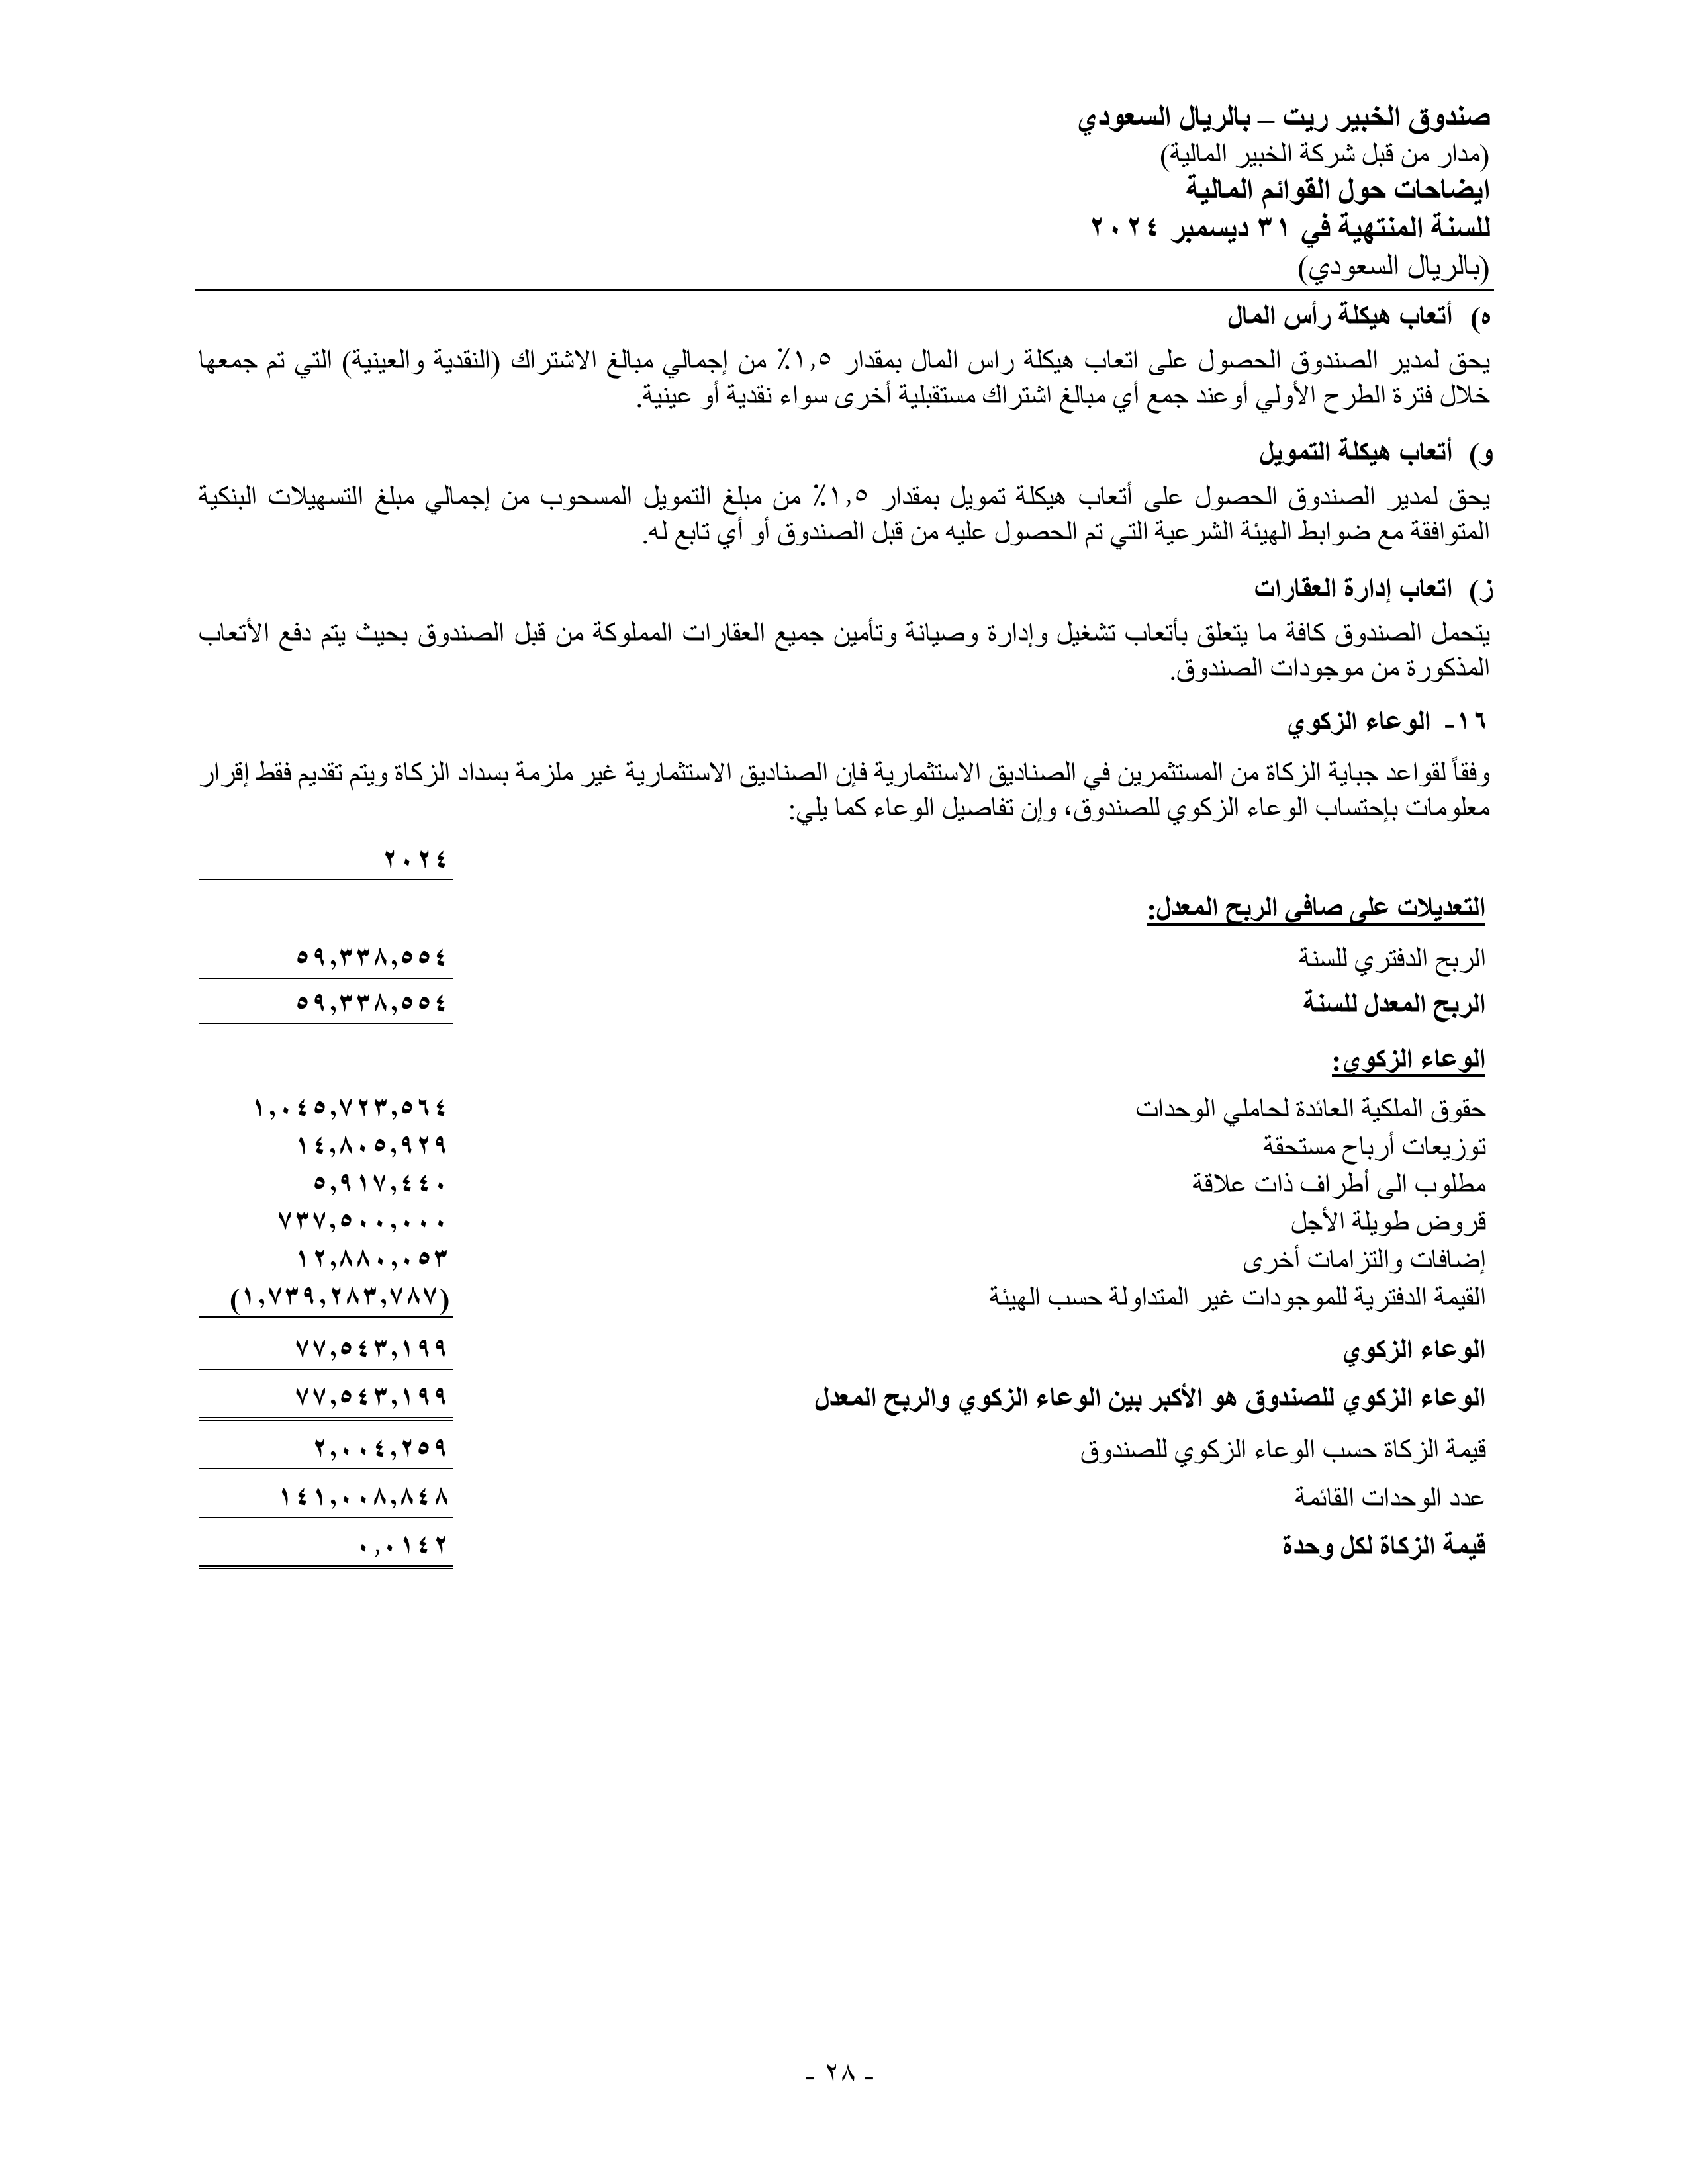 صندوق الخبير ريت – بالريال السعودي
(مدار من قبل شركة الخبير المالية)
ايضاحات حول القوائم المالية
للسنة المنتهية في ٣١ ديسمبر ٢٠٢٤
(بالريال السعودي)
ه) أتعاب هيكلة رأس المال
يحق لمدير الصندوق الحصول على اتعاب هيكلة راس المال بمقدار ١,٥٪ من إجمالي مبالغ الاشتراك (النقدية والعينية) التي تم جمعها
خلال فترة الطرح الأولي أوعند جمع أي مبالغ اشتراك مستقبلية أخرى سواء نقدية أو عينية.
و) أتعاب هيكلة التمويل
يحق لمدير الصندوق الحصول على أتعاب هيكلة تمويل بمقدار ١,٥٪ من مبلغ التمويل المسحوب من إجمالي مبلغ التسهيلات البنكية
المتوافقة مع ضوابط الهيئة الشرعية التي تم الحصول عليه من قبل الصندوق أو أي تابع له.
ز) اتعاب إدارة العقارات
يتحمل الصندوق كافة ما يتعلق بأتعاب تشغيل وإدارة وصيانة وتأمين جميع العقارات المملوكة من قبل الصندوق بحيث يتم دفع الأتعاب
المذكورة من موجودات الصندوق.
١٦- الوعاء الزكوي
وفقاً لقواعد جباية الزكاة من المستثمرين في الصناديق الاستثمارية فإن الصناديق الاستثمارية غير ملزمة بسداد الزكاة ويتم تقديم فقط إقرار
معلومات بإحتساب الوعاء الزكوي للصندوق، وإن تفاصيل الوعاء كما يلي:
٢٠٢٤
التعديلات على صافي الربح المعدل:
الربح الدفتري للسنة ٥٩,٣٣٨,٥٥٤
الربح المعدل للسنة ٥٩,٣٣٨,٥٥٤
الوعاء الزكوي:
حقوق الملكية العائدة لحاملي الوحدات ١,٠٤٥,٧٢٣,٥٦٤
توزيعات أرباح مستحقة ١٤,٨٠٥,٩٢٩
مطلوب الى أطراف ذات علاقة ٥,٩١٧,٤٤٠
قروض طويلة الأجل ٧٣٧,٥٠٠,٠٠٠
إضافات والتزامات أخرى ١٢,٨٨٠,٠٥٣
القيمة الدفترية للموجودات غير المتداولة حسب الهيئة (١,٧٣٩,٢٨٣,٧٨٧)
الوعاء الزكوي ٧٧,٥٤٣,١٩٩
الوعاء الزكوي للصندوق هو الأكبر بين الوعاء الزكوي والربح المعدل ٧٧,٥٤٣,١٩٩
قيمة الزكاة حسب الوعاء الزكوي للصندوق ٢,٠٠٤,٢٥٩
عدد الوحدات القائمة ١٤١,٠٠٨,٨٤٨
قيمة الزكاة لكل وحدة ٠,٠١٤٢
- ٢٨ -